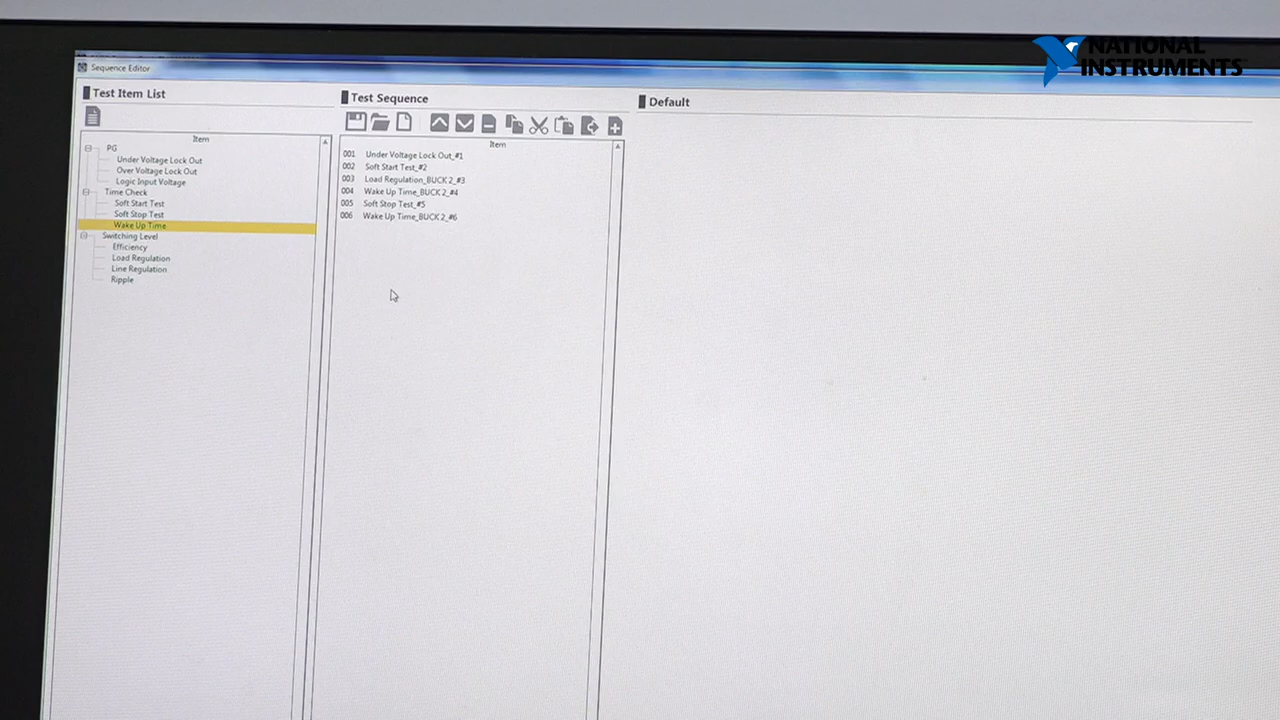 NATIONAL
INSTRUMENTS
Sequence Editor
Test Item List
Item
PG
Under Voltage Lock Out
Over Voltage Lock Out
Logic Input Voltage
Time Check
Soft Start Test
Soft Stop Test
Wake Up Time
Switching Level
Efficiency
Load Regulation
Line Regulation
Ripple
Test Sequence
Item
001 Under Voltage Lock Out_#1
002 Soft Start Test_#2
003 Load Regulation_BUCK 2_#3
004 Wake Up Time_BUCK 2_#4
005 Soft Stop Test_#5
006 Wake Up Time_BUCK 2_#6
Default